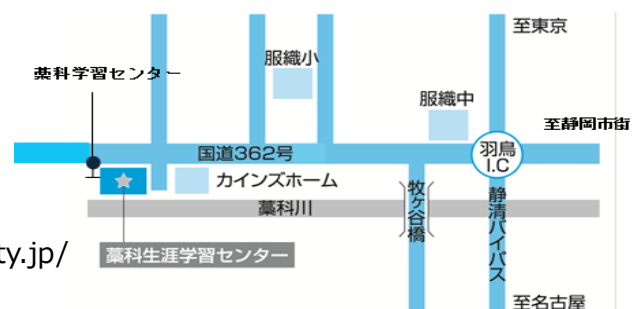 至東京
服織小
藁科学習センター
服織中
至静岡市街
国道362号
羽鳥
I.C
カインズホーム
牧ヶ谷橋
静清バイパス
藁科川
ty.jp/
藁科生涯学習センター
至名古屋